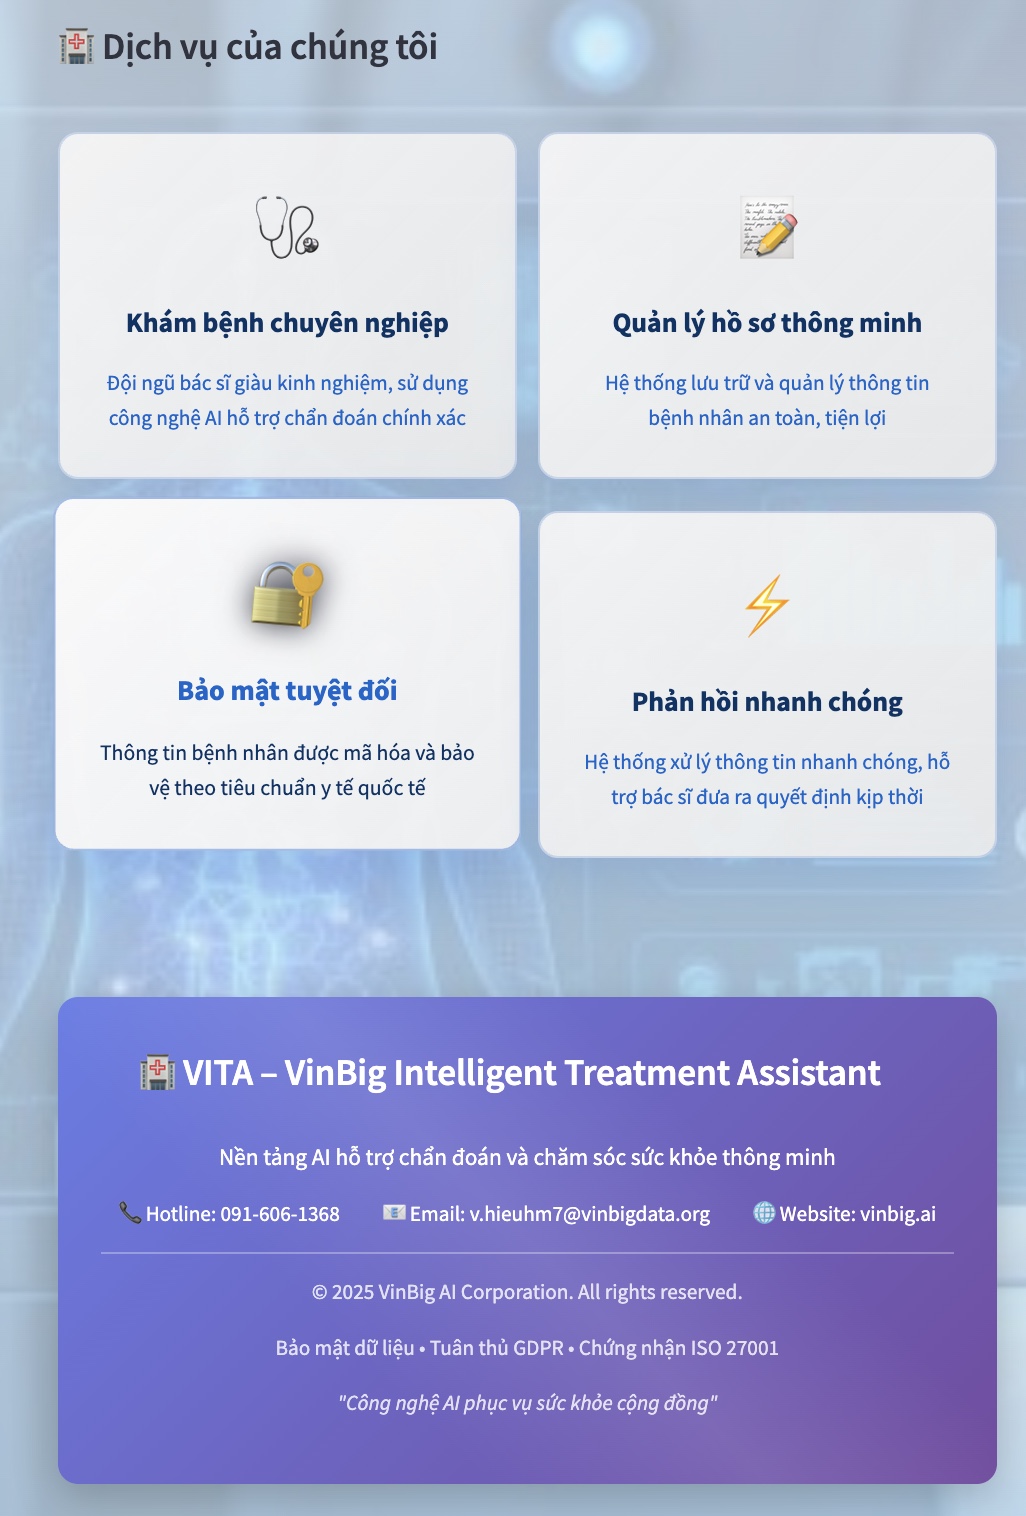 Dịch vụ của chúng tôi
Khám bệnh chuyên nghiệp
Đội ngũ bác sĩ giàu kinh nghiệm, sử dụng
công nghệ AI hỗ trợ chẩn đoán chính xác
Quản lý hồ sơ thông minh
Hệ thống lưu trữ và quản lý thông tin
bệnh nhân an toàn, tiện lợi
Bảo mật tuyệt đối
Thông tin bệnh nhân được mã hóa và bảo
vệ theo tiêu chuẩn y tế quốc tế
Phản hồi nhanh chóng
Hệ thống xử lý thông tin nhanh chóng, hỗ
trợ bác sĩ đưa ra quyết định kịp thời
VITA – VinBig Intelligent Treatment Assistant
Nền tảng AI hỗ trợ chẩn đoán và chăm sóc sức khỏe thông minh
Hotline: 091-606-1368
Email: v.hieuhm7@vinbigdata.org
Website: vinbig.ai
© 2025 VinBig AI Corporation. All rights reserved.
Bảo mật dữ liệu • Tuân thủ GDPR • Chứng nhận ISO 27001
"Công nghệ AI phục vụ sức khỏe cộng đồng"